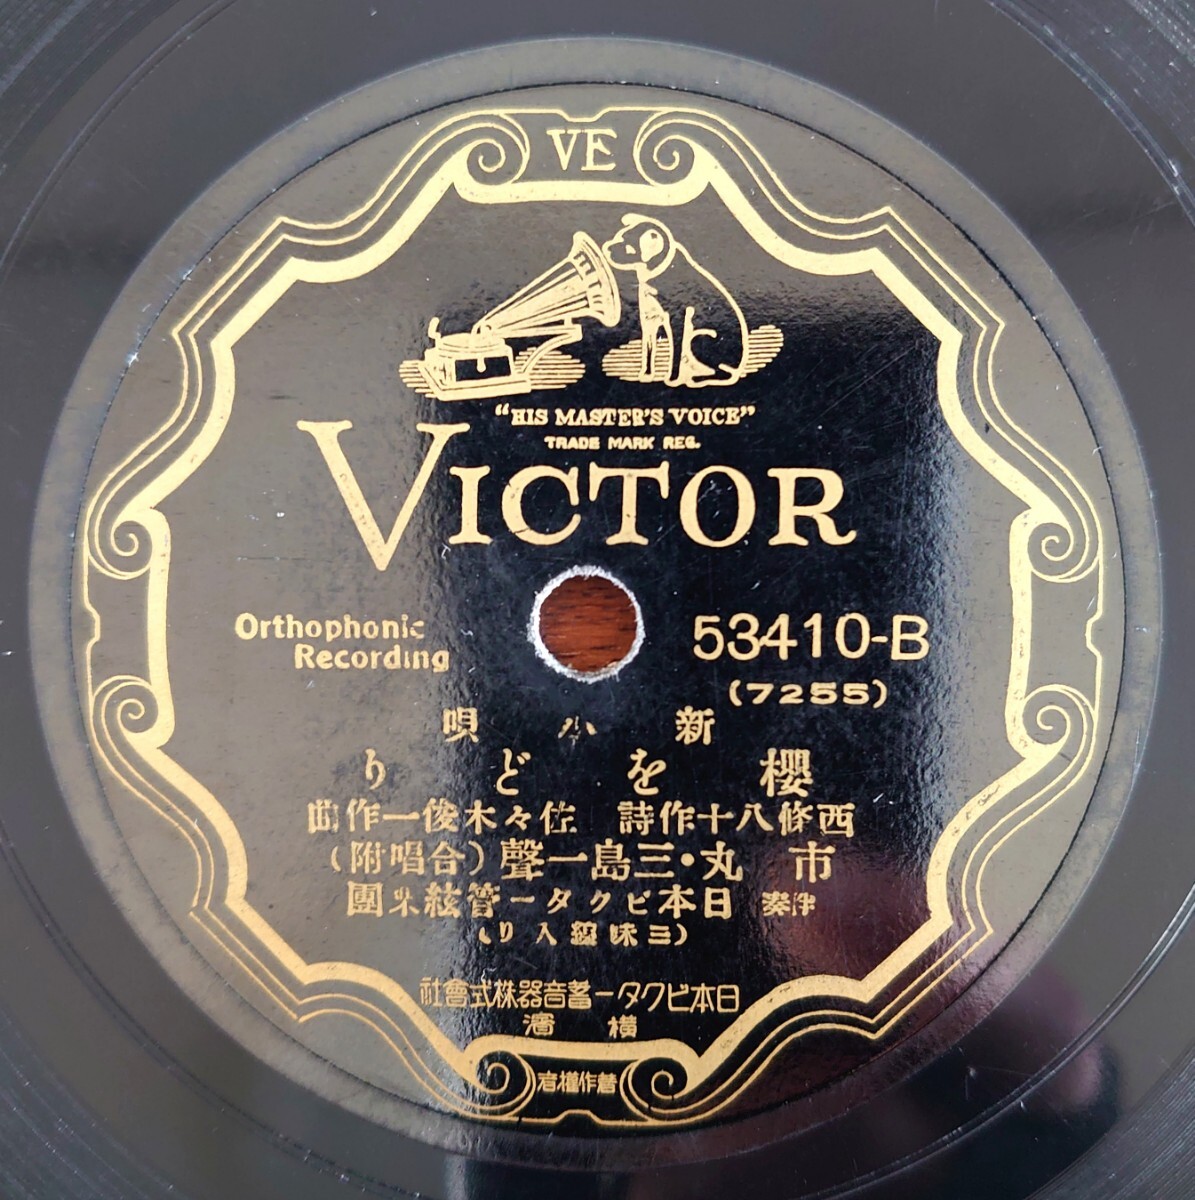 VE
"HIS MASTER'S VOICE"
TRADE MARK REG.
VICTOR
Orthophonic
Recording
53410-B
(7255)
新小唄
櫻をどり
西條八十作詩 佐々木俊一作曲
市丸・三島一聲(合唱附)
伴奏 日本ビクター管絃樂團
(三味線入り)
日本ビクター蓄音器株式會社
横濱
著作權者